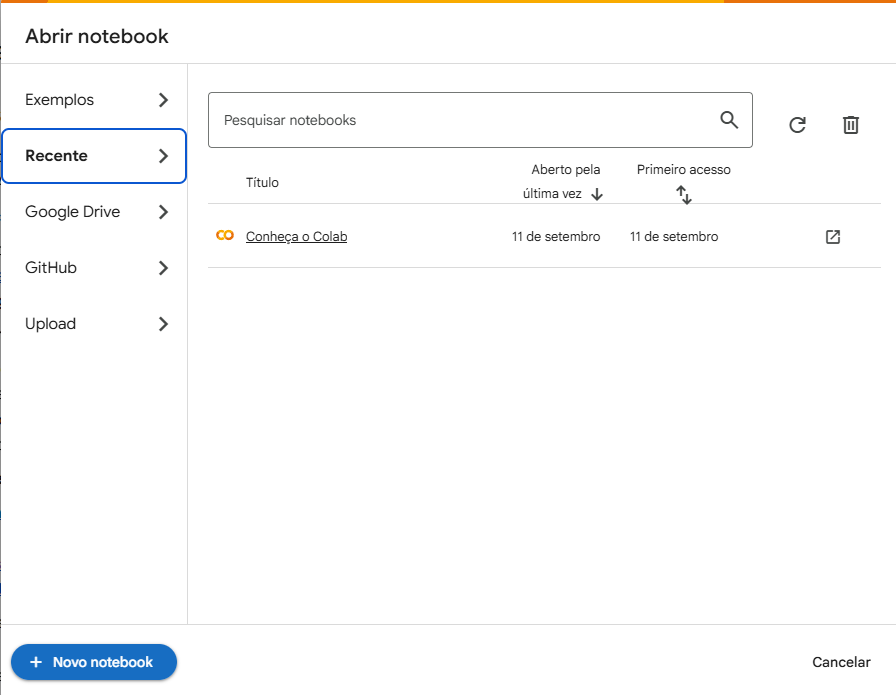 Abrir notebook
Exemplos
Recente
Google Drive
GitHub
Upload
Pesquisar notebooks
Título
Aberto pela
última vez
Primeiro acesso
Conheça o Colab
11 de setembro
11 de setembro
+ Novo notebook
Cancelar